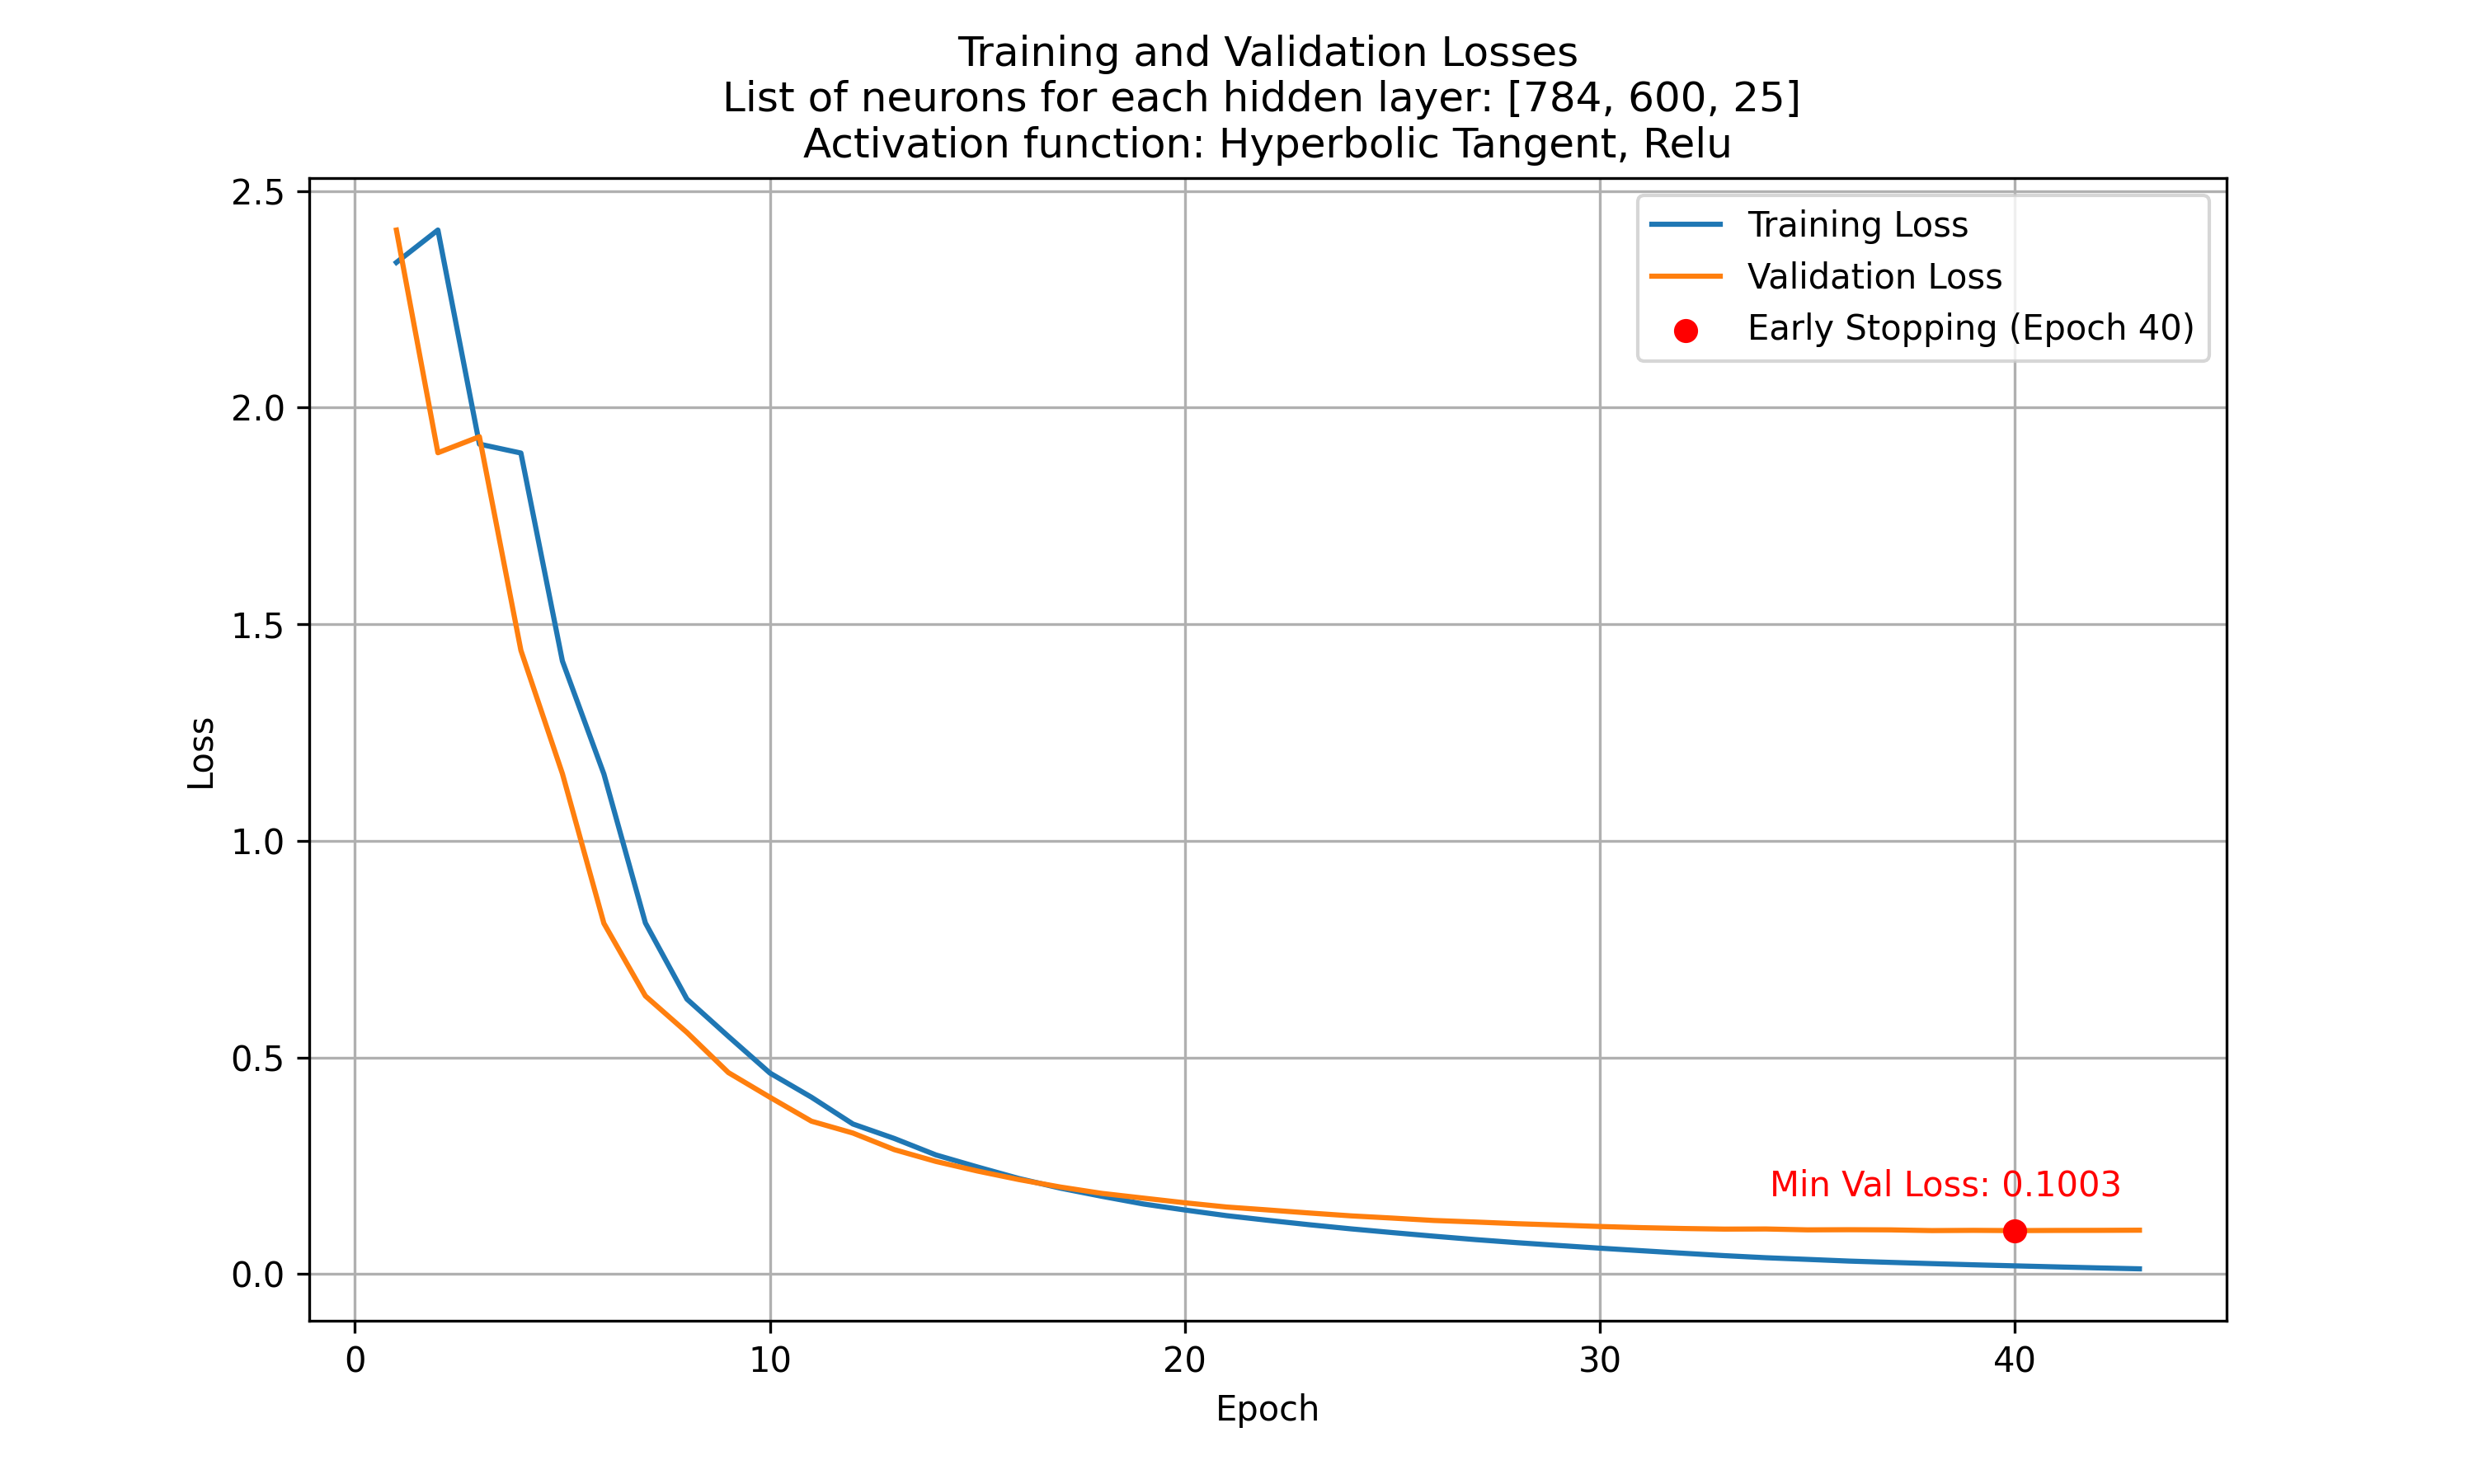 Training and Validation Losses
List of neurons for each hidden layer: [784, 600, 25]
Activation function: Hyperbolic Tangent, Relu
2.5
2.0
1.5
1.0
0.5
0.0
Loss
Training Loss
Validation Loss
Early Stopping (Epoch 40)
Min Val Loss: 0.1003
0 10 20 30 40
Epoch